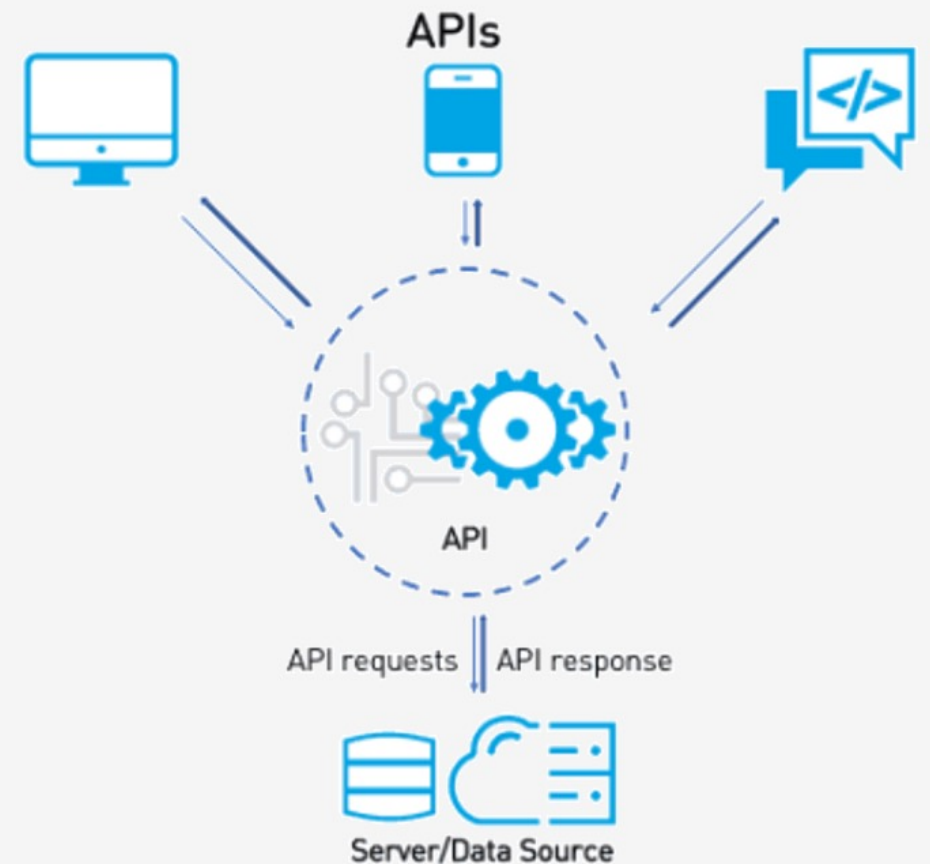 APIs
</>
API
API requests
API response
Server/Data Source